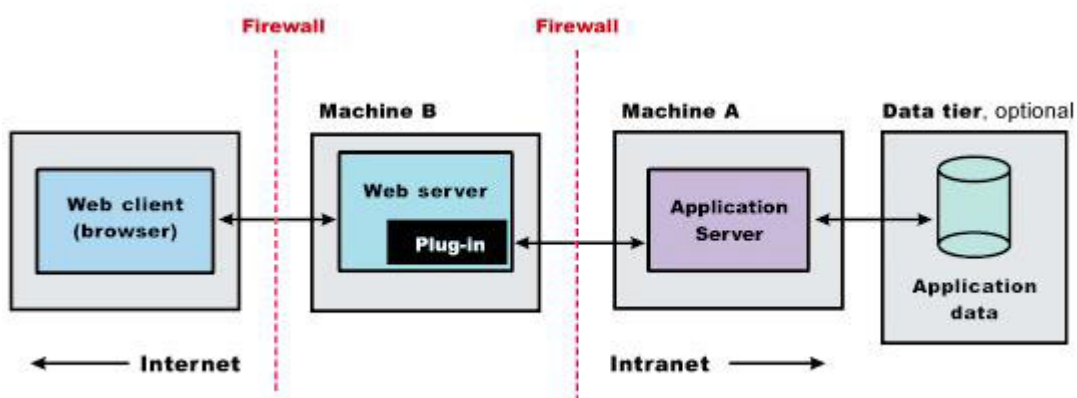 Firewall
Firewall
Machine B
Machine A
Data tier, optional
Web client
(browser)
Web server
Plug-in
Application
Server
Application
data
Internet
Intranet